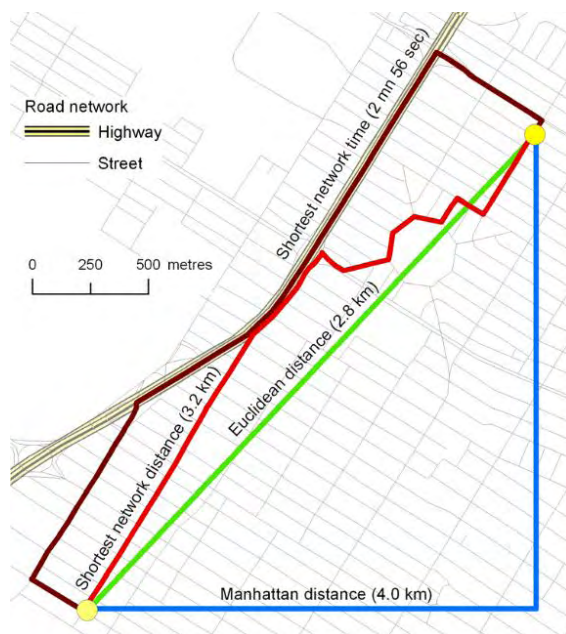 Road network
Highway
Street
0 250 500 metres
Shortest network time (2 mn 56 sec)
Euclidean distance (2.8 km)
Shortest network distance (3.2 km)
Manhattan distance (4.0 km)